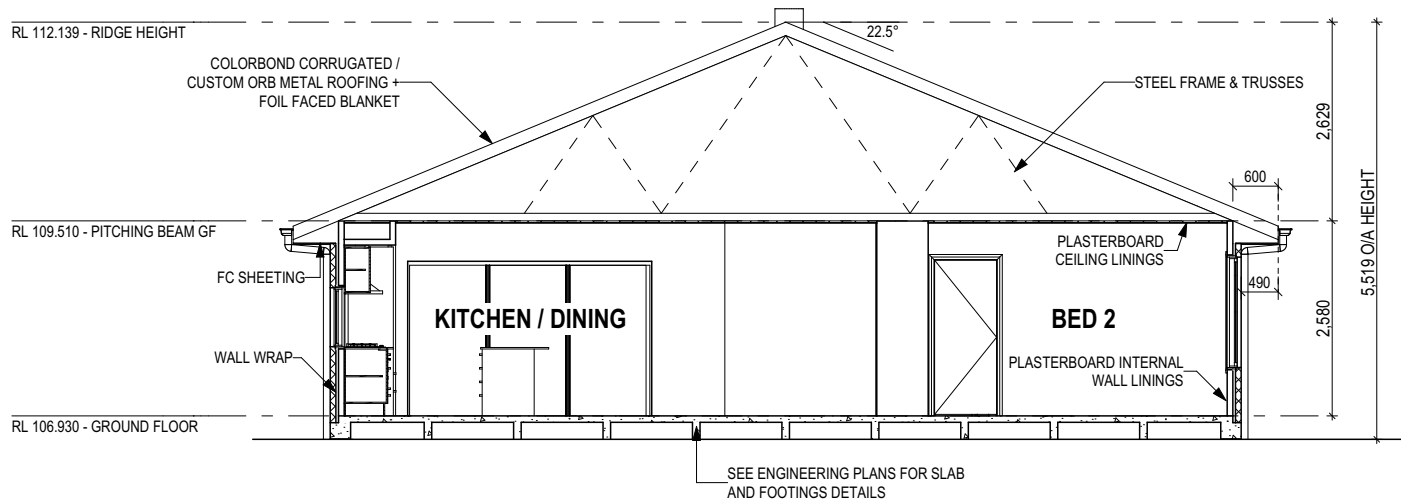 RL 112.139 - RIDGE HEIGHT
22.5°
COLORBOND CORRUGATED /
CUSTOM ORB METAL ROOFING +
FOIL FACED BLANKET
STEEL FRAME & TRUSSES
2,629
600
5,519 O/A HEIGHT
RL 109.510 - PITCHING BEAM GF
PLASTERBOARD
CEILING LININGS
FC SHEETING
490
KITCHEN / DINING
BED 2
2,580
WALL WRAP
PLASTERBOARD INTERNAL
WALL LININGS
RL 106.930 - GROUND FLOOR
SEE ENGINEERING PLANS FOR SLAB
AND FOOTINGS DETAILS